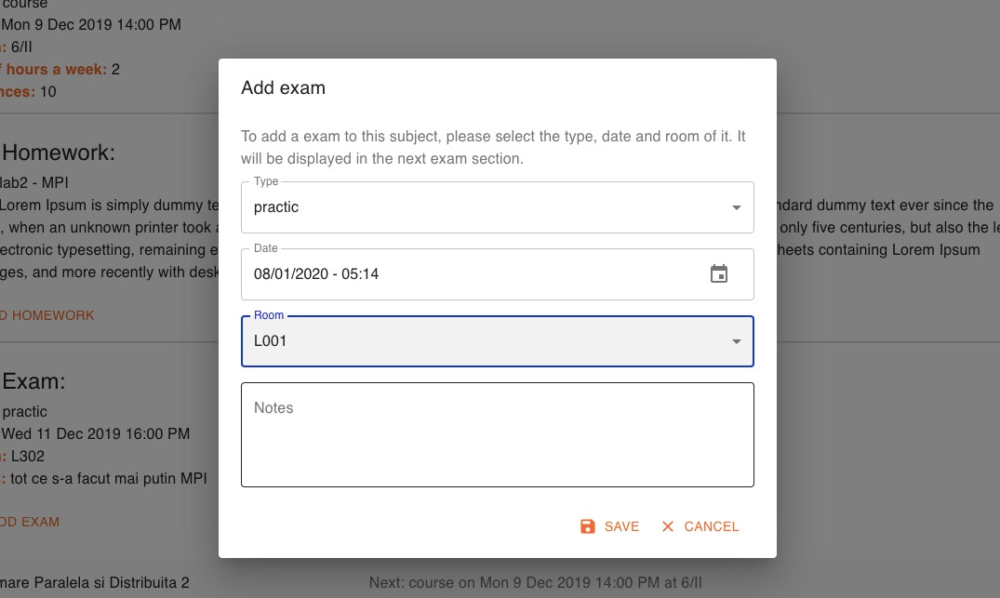 course
Mon 9 Dec 2019 14:00 PM
: 6/II
hours a week: 2
nces: 10
Add exam
To add a exam to this subject, please select the type, date and room of it. It
will be displayed in the next exam section.
Type
practic
Date
08/01/2020 - 05:14
Room
L001
Notes
SAVE
CANCEL
Homework:
lab2 - MPI
Lorem Ipsum is simply dummy te
ndard dummy text ever since the
, when an unknown printer took a
only five centuries, but also the le
ectronic typesetting, remaining e
heets containing Lorem Ipsum
ges, and more recently with desk
D HOMEWORK
Exam:
practic
Wed 11 Dec 2019 16:00 PM
: L302
: tot ce s-a facut mai putin MPI
DD EXAM
mare Paralela si Distribuita 2
Next: course on Mon 9 Dec 2019 14:00 PM at 6/II